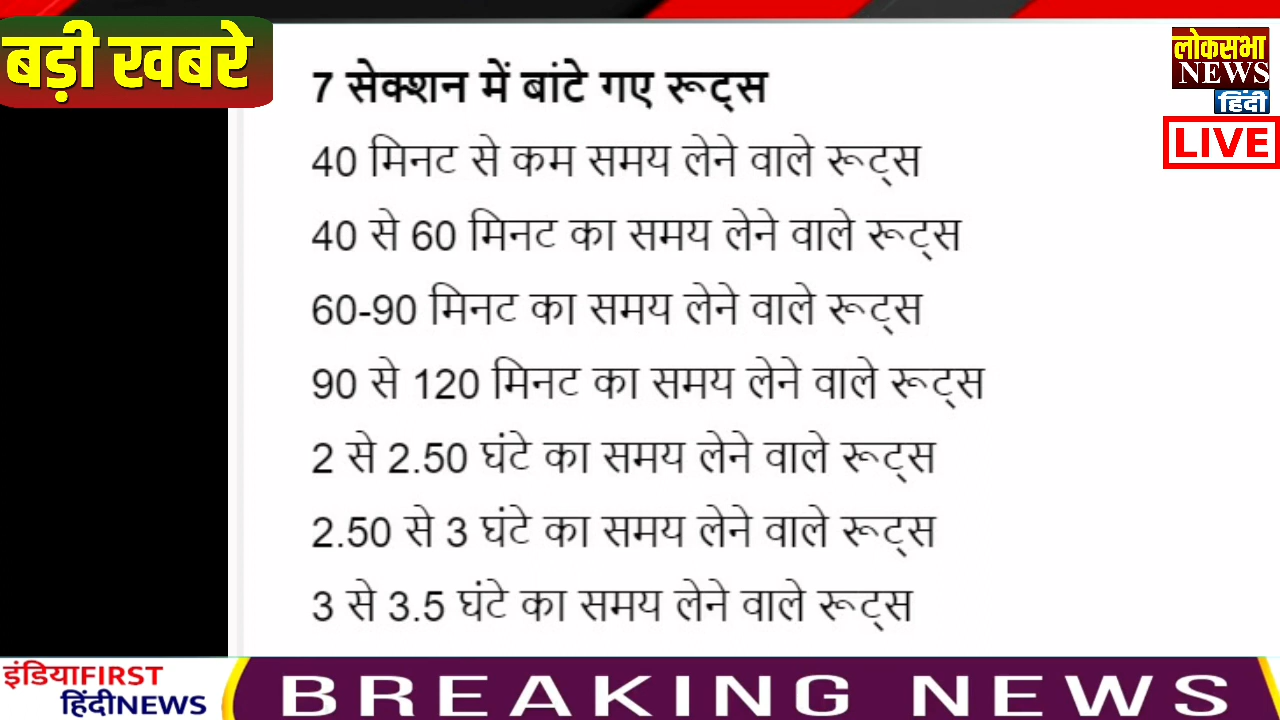 बड़ी खबरे
लोकसभा
NEWS
हिंदी
LIVE
7 सेक्शन में बांटे गए रूट्स
40 मिनट से कम समय लेने वाले रूट्स
40 से 60 मिनट का समय लेने वाले रूट्स
60-90 मिनट का समय लेने वाले रूट्स
90 से 120 मिनट का समय लेने वाले रूट्स
2 से 2.50 घंटे का समय लेने वाले रूट्स
2.50 से 3 घंटे का समय लेने वाले रूट्स
3 से 3.5 घंटे का समय लेने वाले रूट्स
इंडियाFIRST
हिंदीNEWS
BREAKING NEWS